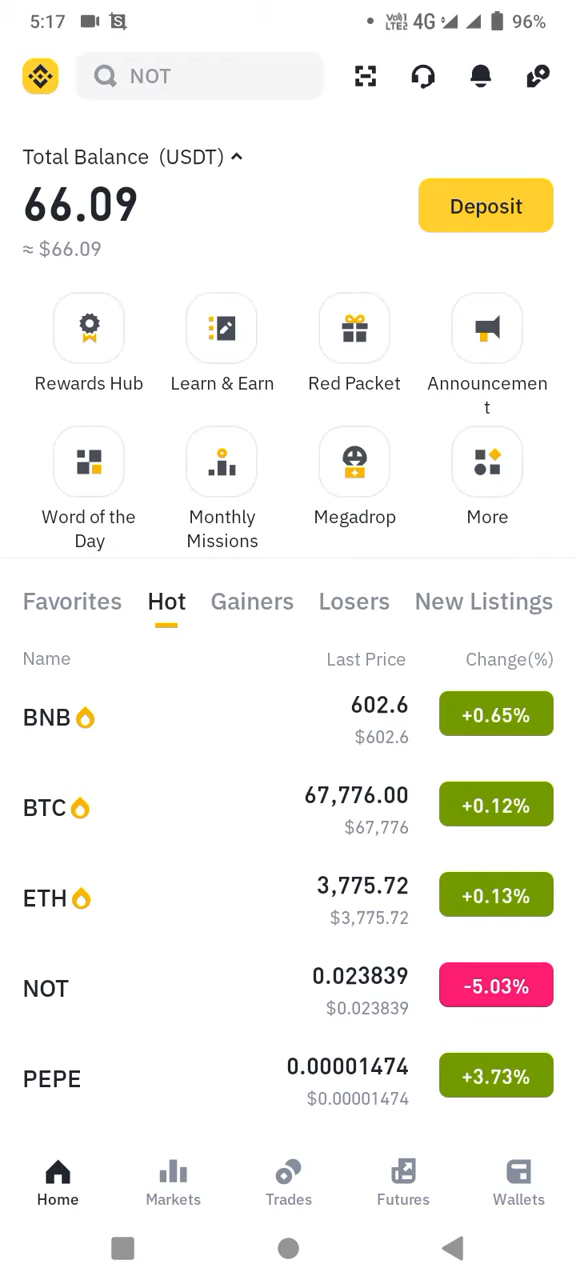 5:17 4G 96%
NOT
Total Balance (USDT)
66.09
Deposit
≈ $66.09
Rewards Hub Learn & Earn Red Packet Announcemen
t
Word of the Monthly Megadrop More
Day Missions
Favorites Hot Gainers Losers New Listings
Name Last Price Change(%)
BNB 602.6 +0.65%
$602.6
BTC 67,776.00 +0.12%
$67,776
ETH 3,775.72 +0.13%
$3,775.72
NOT 0.023839 -5.03%
$0.023839
PEPE 0.00001474 +3.73%
$0.00001474
Home Markets Trades Futures Wallets